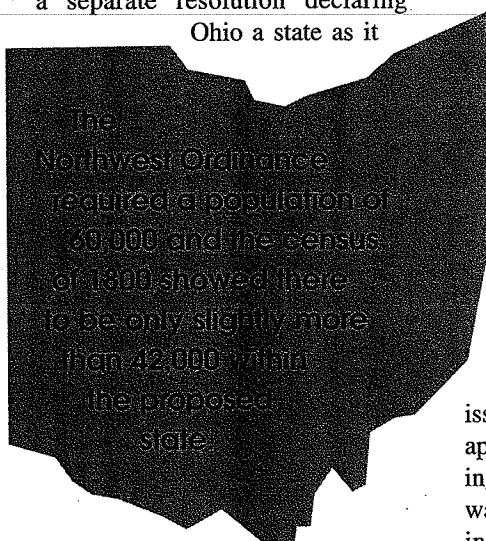 a separate resolution declaring
Ohio a state as it
The
Northwest Ordinance
required a population of
60,000 and the census
of 1800 showed there
to be only slightly more
than 42,000 within
the proposed
state
iss
ap
in
wa
in